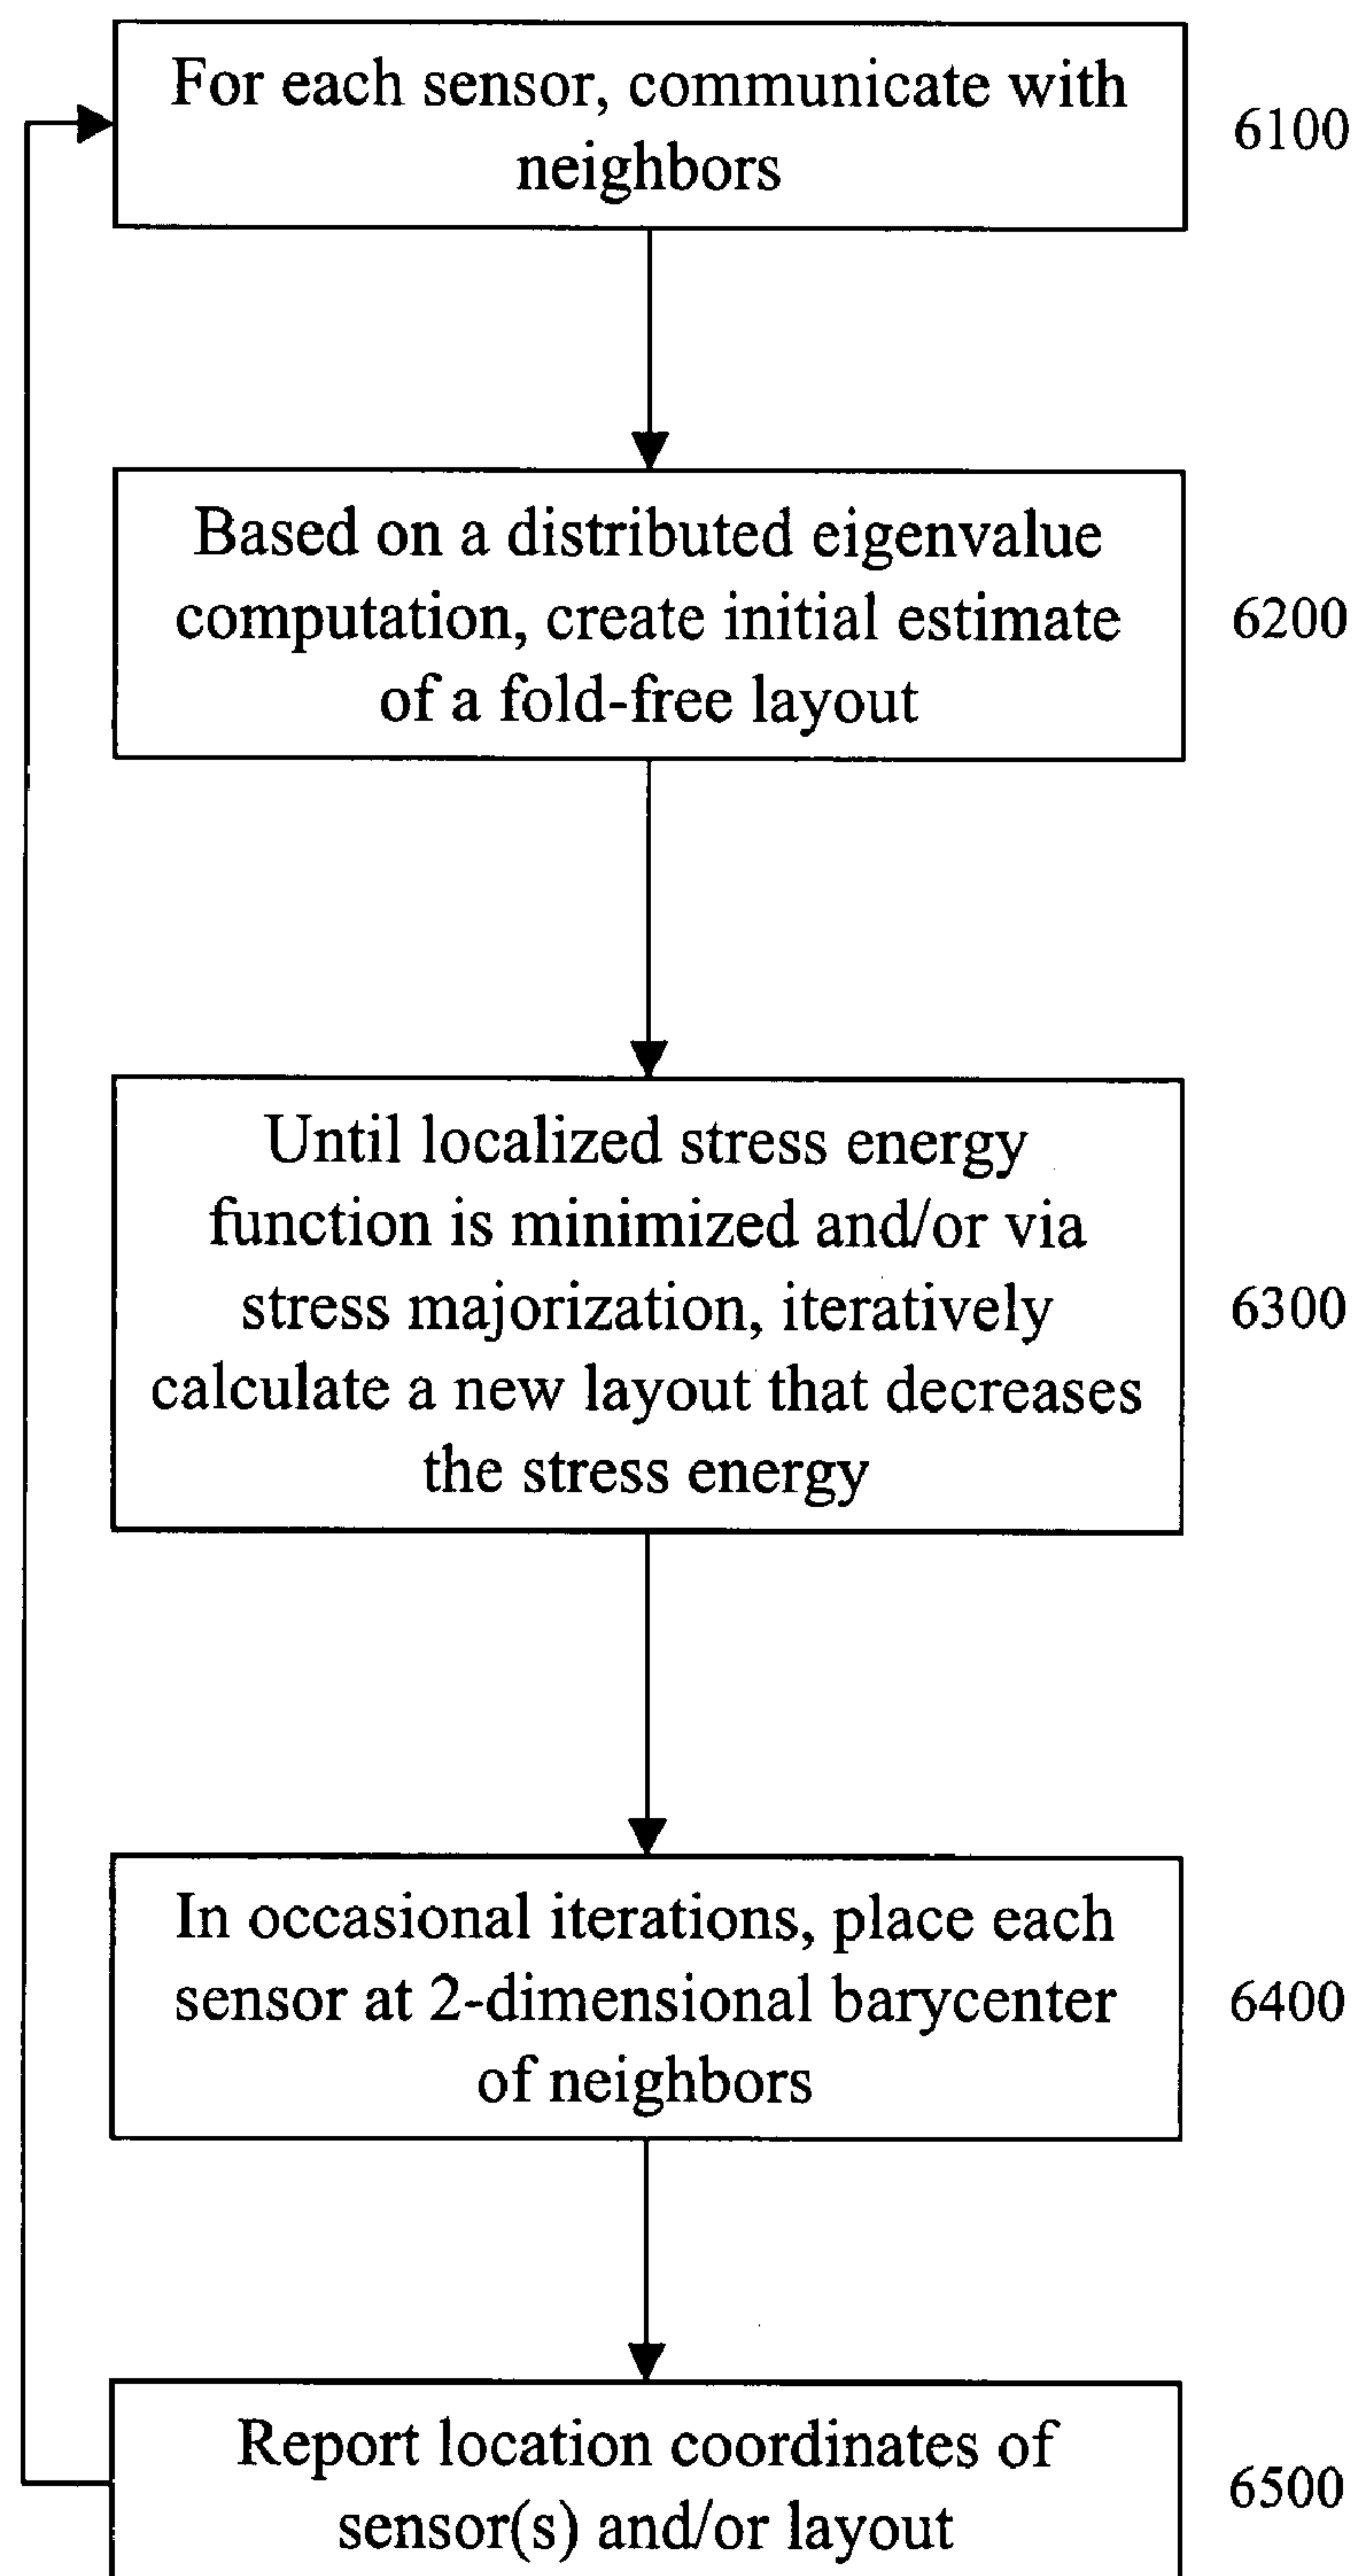 For each sensor, communicate with
neighbors
6100
Based on a distributed eigenvalue
computation, create initial estimate
of a fold-free layout
6200
Until localized stress energy
function is minimized and/or via
stress majorization, iteratively
calculate a new layout that decreases
the stress energy
6300
In occasional iterations, place each
sensor at 2-dimensional barycenter
of neighbors
6400
Report location coordinates of
sensor(s) and/or layout
6500